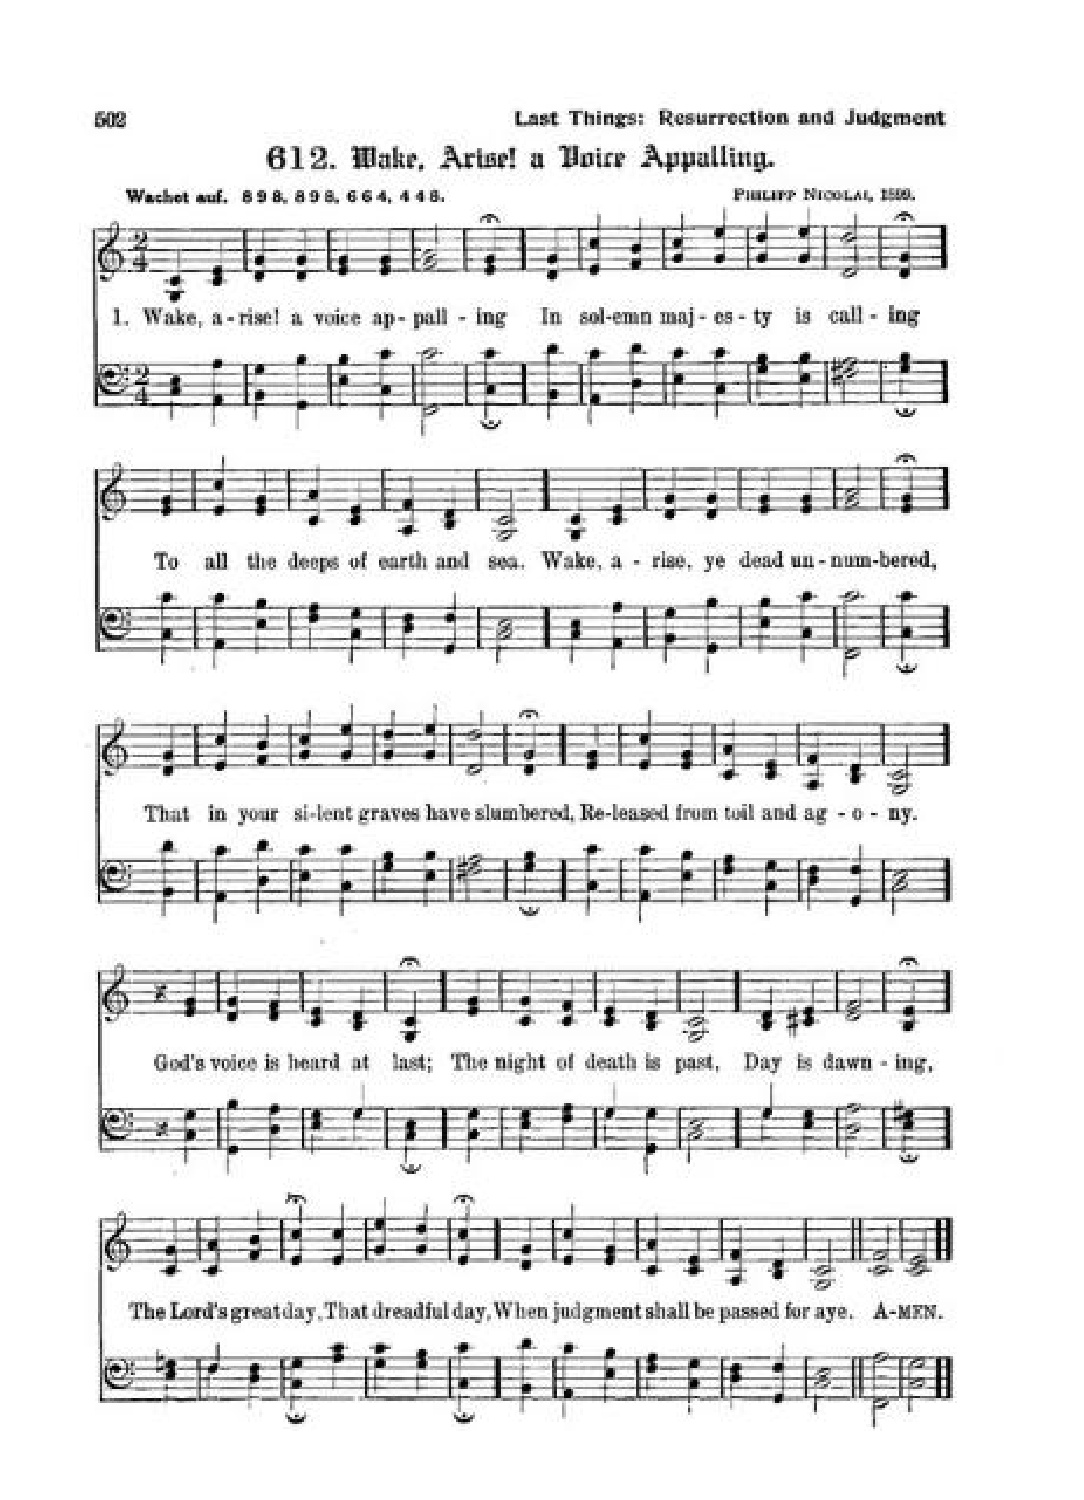 502 Last Things: Resurrection and Judgment
612. Wake, Arise! a Voice Appalling.
Wachet auf. 8 9 8, 8 9 8, 6 6 4, 4 4 8. PHILIPP NICOLAI, 1599.
1. Wake, a-rise! a voice ap-pall-ing In sol-emn maj-es-ty is call-ing
To all the deeps of earth and sea. Wake, a-rise, ye dead un-num-bered,
That in your si-lent graves have slumbered, Re-leased from toil and ag-o-ny.
God's voice is heard at last; The night of death is past, Day is dawn-ing,
The Lord's great day, That dreadful day, When judgment shall be passed for aye. A-MEN.